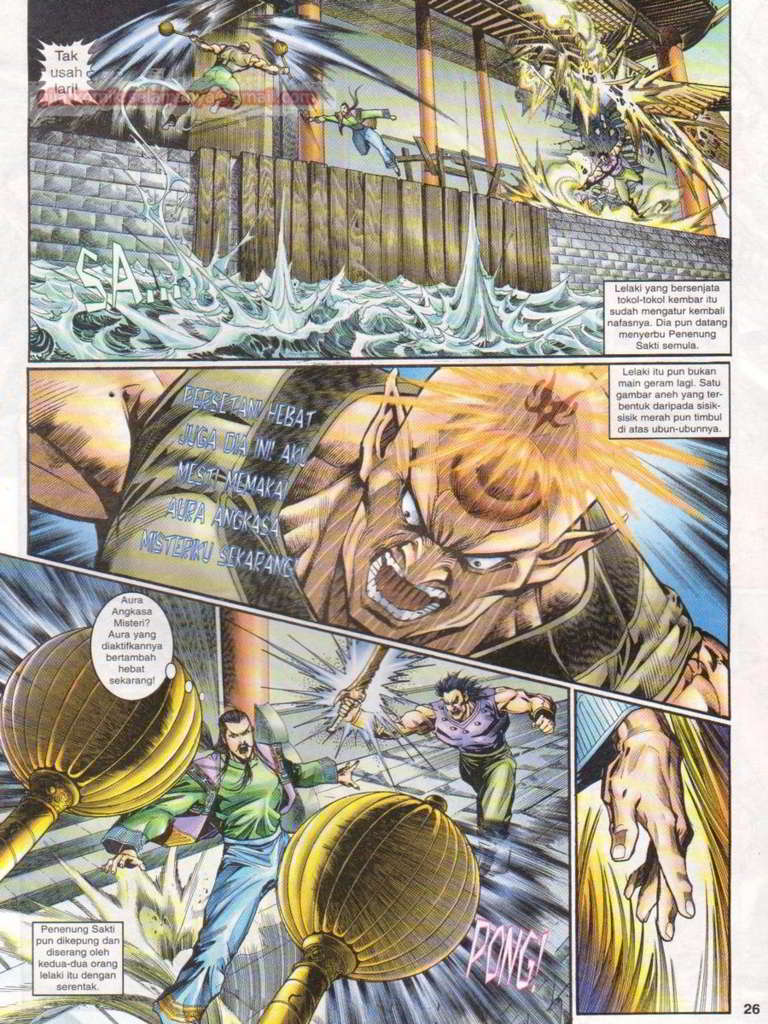 Tak
usah
lari!
SA...
Lelaki yang bersenjata
tokol-tokol kembar itu
sudah mengatur kembali
nafasnya. Dia pun datang
menyerbu Penenung
Sakti semula.
Lelaki itu pun bukan
main geram lagi. Satu
gambar aneh yang ter-
bentuk daripada sisik-
sisik merah pun timbul
di atas ubun-ubunnya.
PERSETAN! HEBAT
JUGA DIA INI! AKU
MESTI MEMAKAI
AURA ANGKASA
MISTERIKU SEKARANG!
Aura
Angkasa
Misteri?
Aura yang
diaktifkannya
bertambah
hebat
sekarang!
PONG!
Penenung Sakti
pun dikepung dan
diserang oleh
kedua-dua orang
lelaki itu dengan
serentak.
26